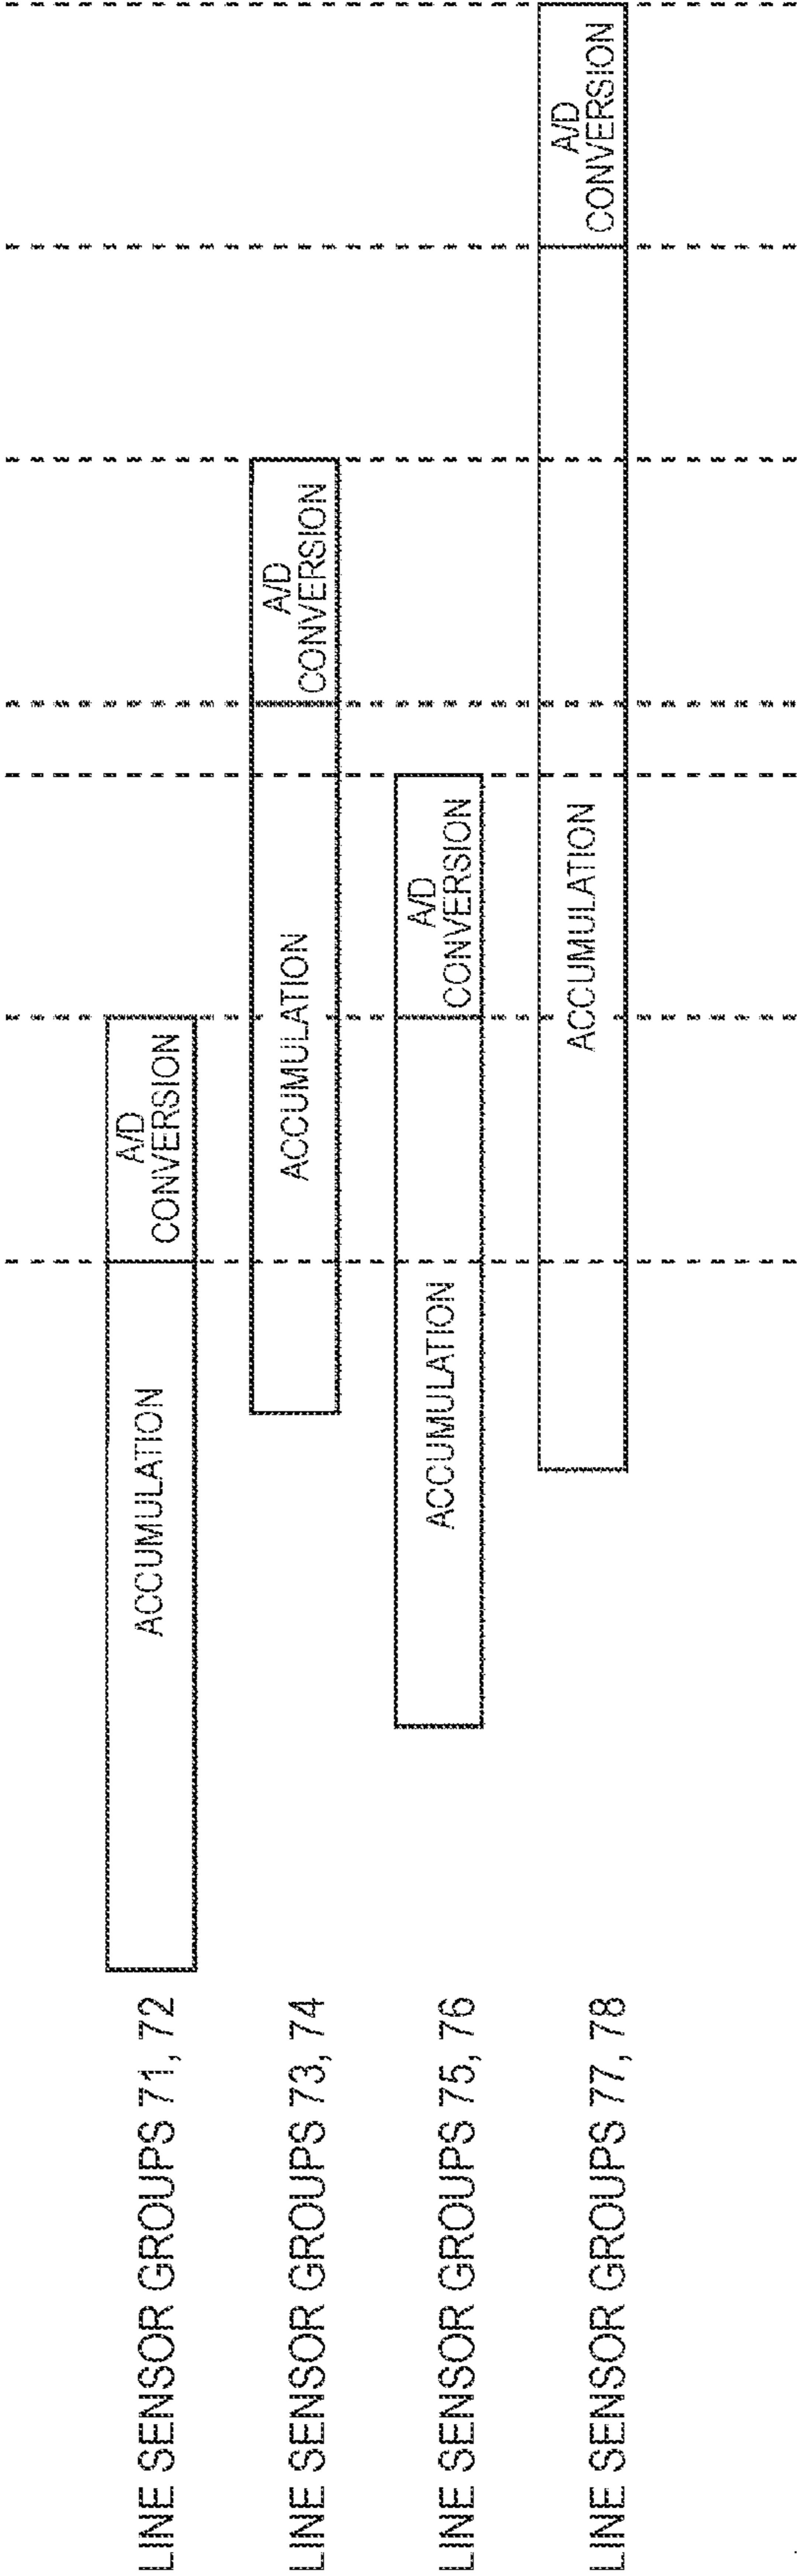 LINE SENSOR GROUPS 71, 72
ACCUMULATION
A/D
CONVERSION
LINE SENSOR GROUPS 73, 74
ACCUMULATION
A/D
CONVERSION
LINE SENSOR GROUPS 75, 76
ACCUMULATION
A/D
CONVERSION
LINE SENSOR GROUPS 77, 78
ACCUMULATION
A/D
CONVERSION